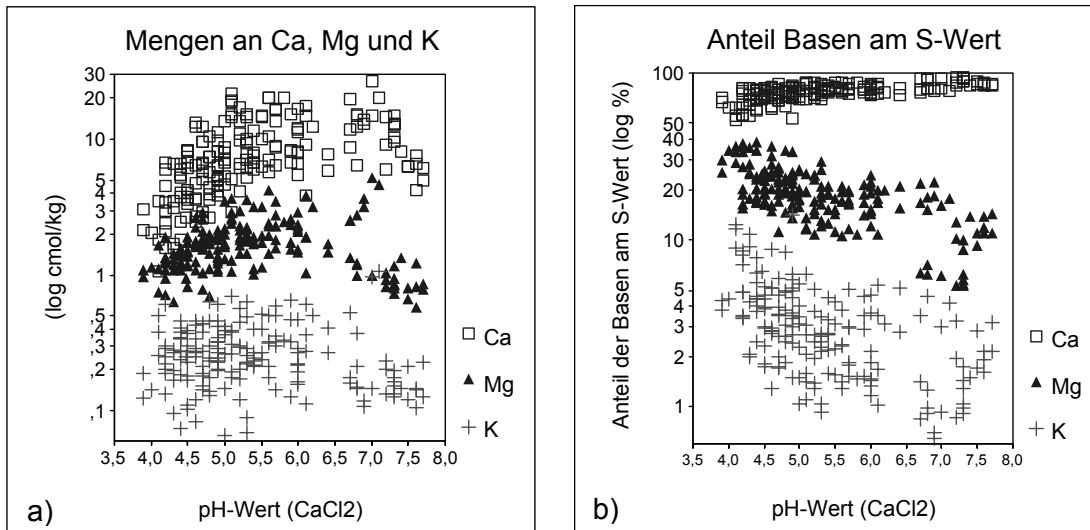 Mengen an Ca, Mg und K
(log cmol/kg)
30
20
10
5
4
3
2
1
,5
,4
,3
,2
,1
3,5 4,0 4,5 5,0 5,5 6,0 6,5 7,0 7,5 8,0
pH-Wert (CaCl2)
Ca
Mg
K
a)
Anteil Basen am S-Wert
Anteil der Basen am S-Wert (log %)
100
50
40
30
20
10
5
4
3
2
1
3,5 4,0 4,5 5,0 5,5 6,0 6,5 7,0 7,5 8,0
pH-Wert (CaCl2)
Ca
Mg
K
b)